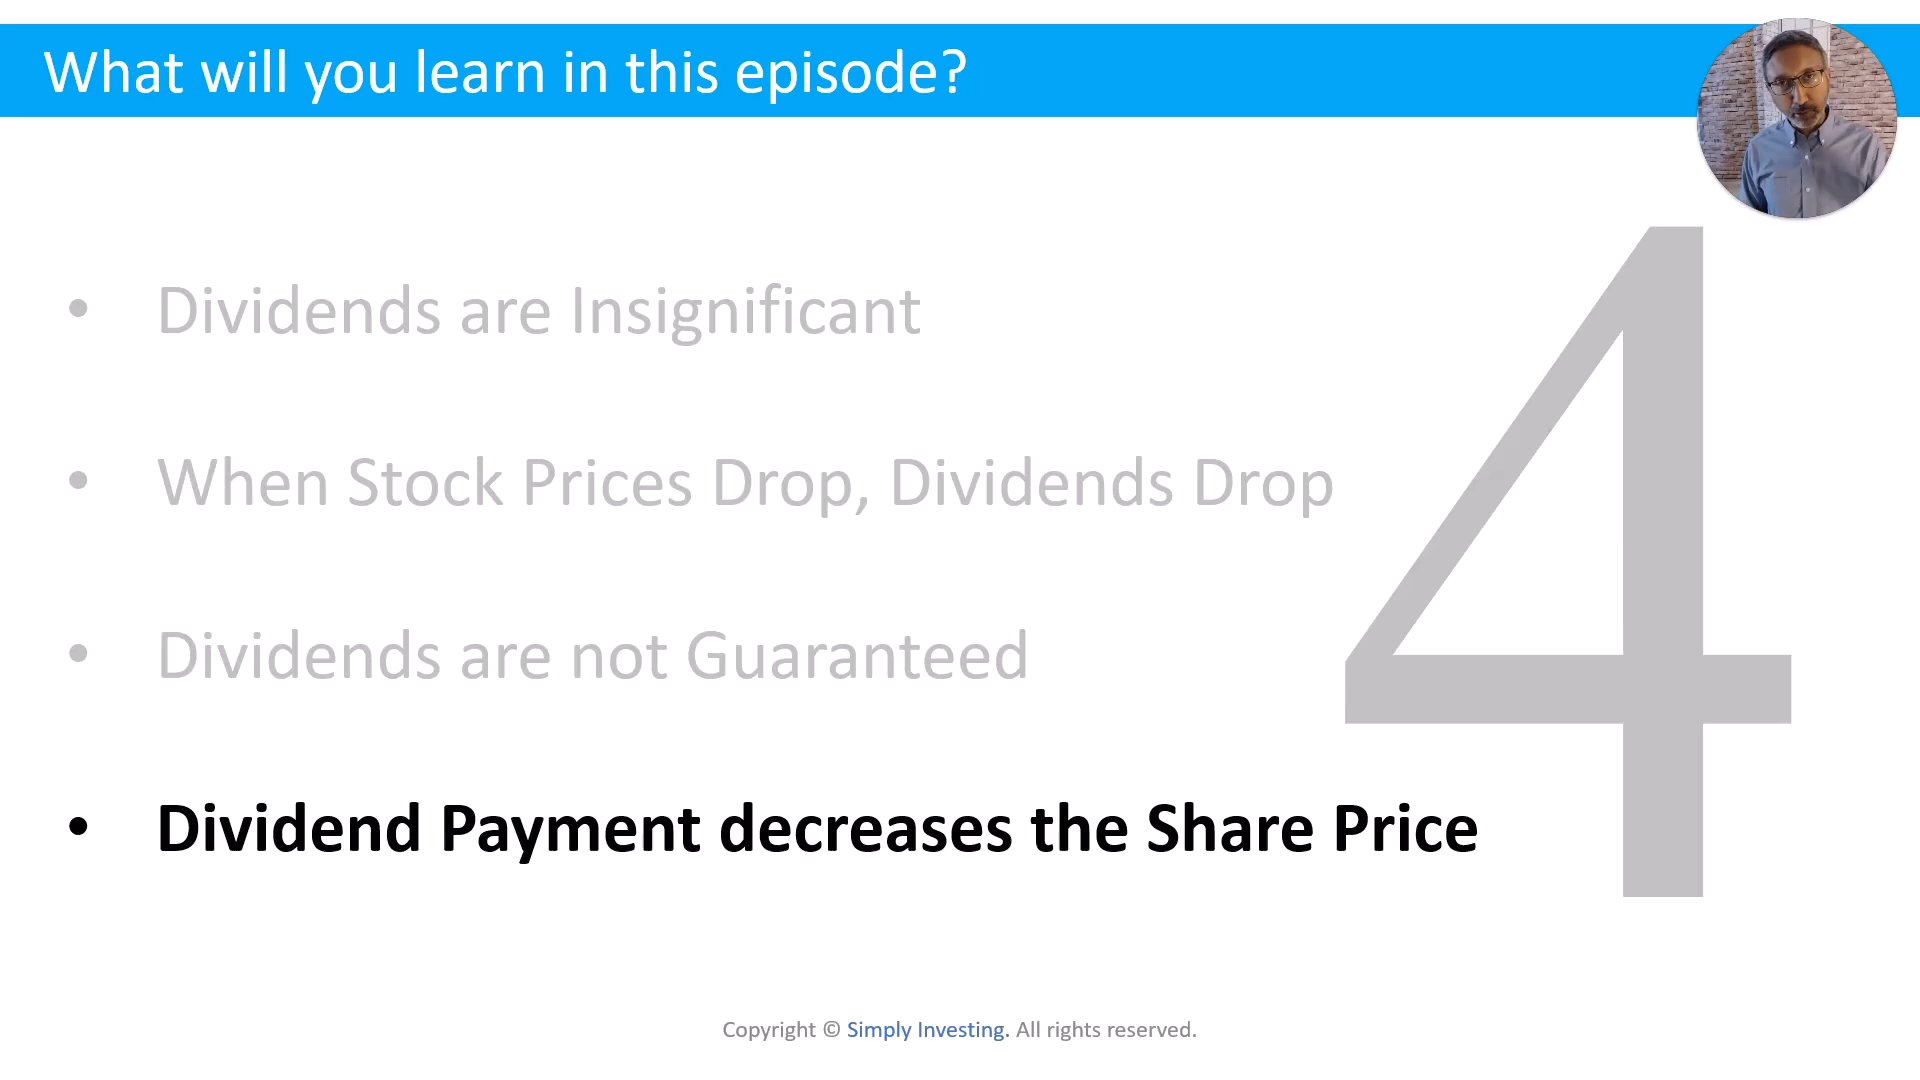 What will you learn in this episode?
• Dividends are Insignificant
• When Stock Prices Drop, Dividends Drop
• Dividends are not Guaranteed
• Dividend Payment decreases the Share Price
4
Copyright © Simply Investing. All rights reserved.